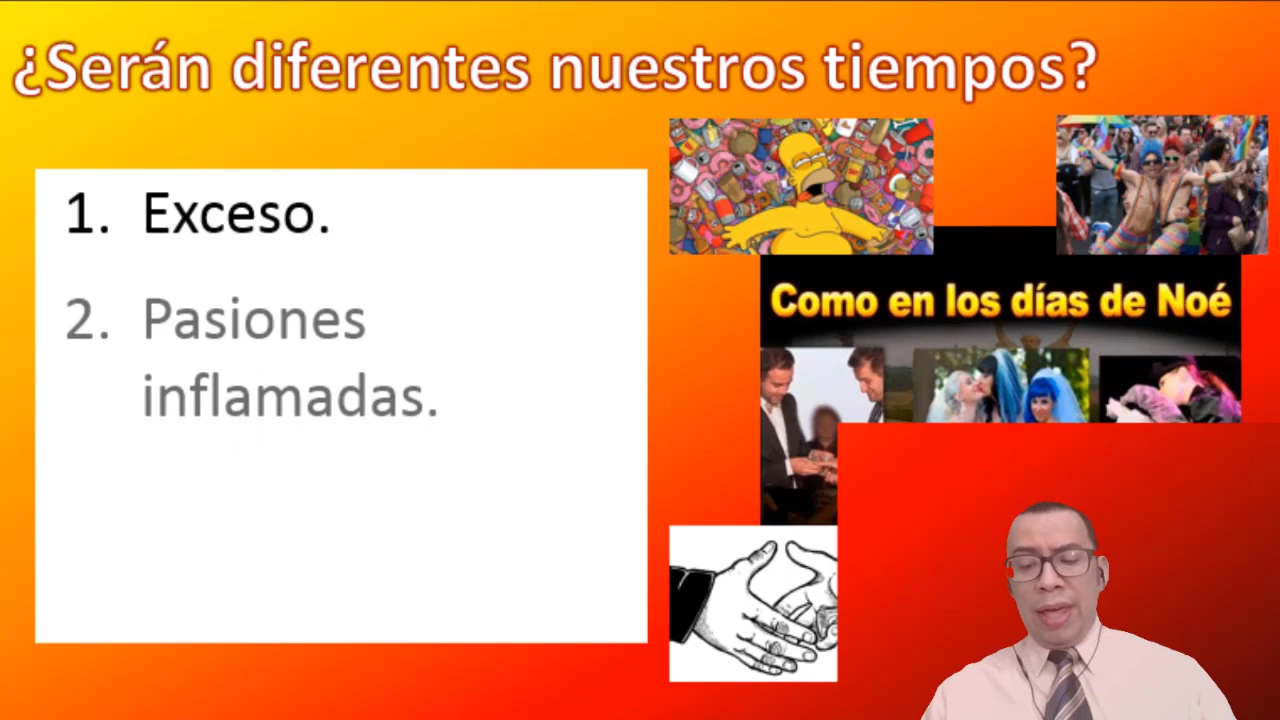 ¿Serán diferentes nuestros tiempos?
1. Exceso.
2. Pasiones
inflamadas.
Como en los días de Noé